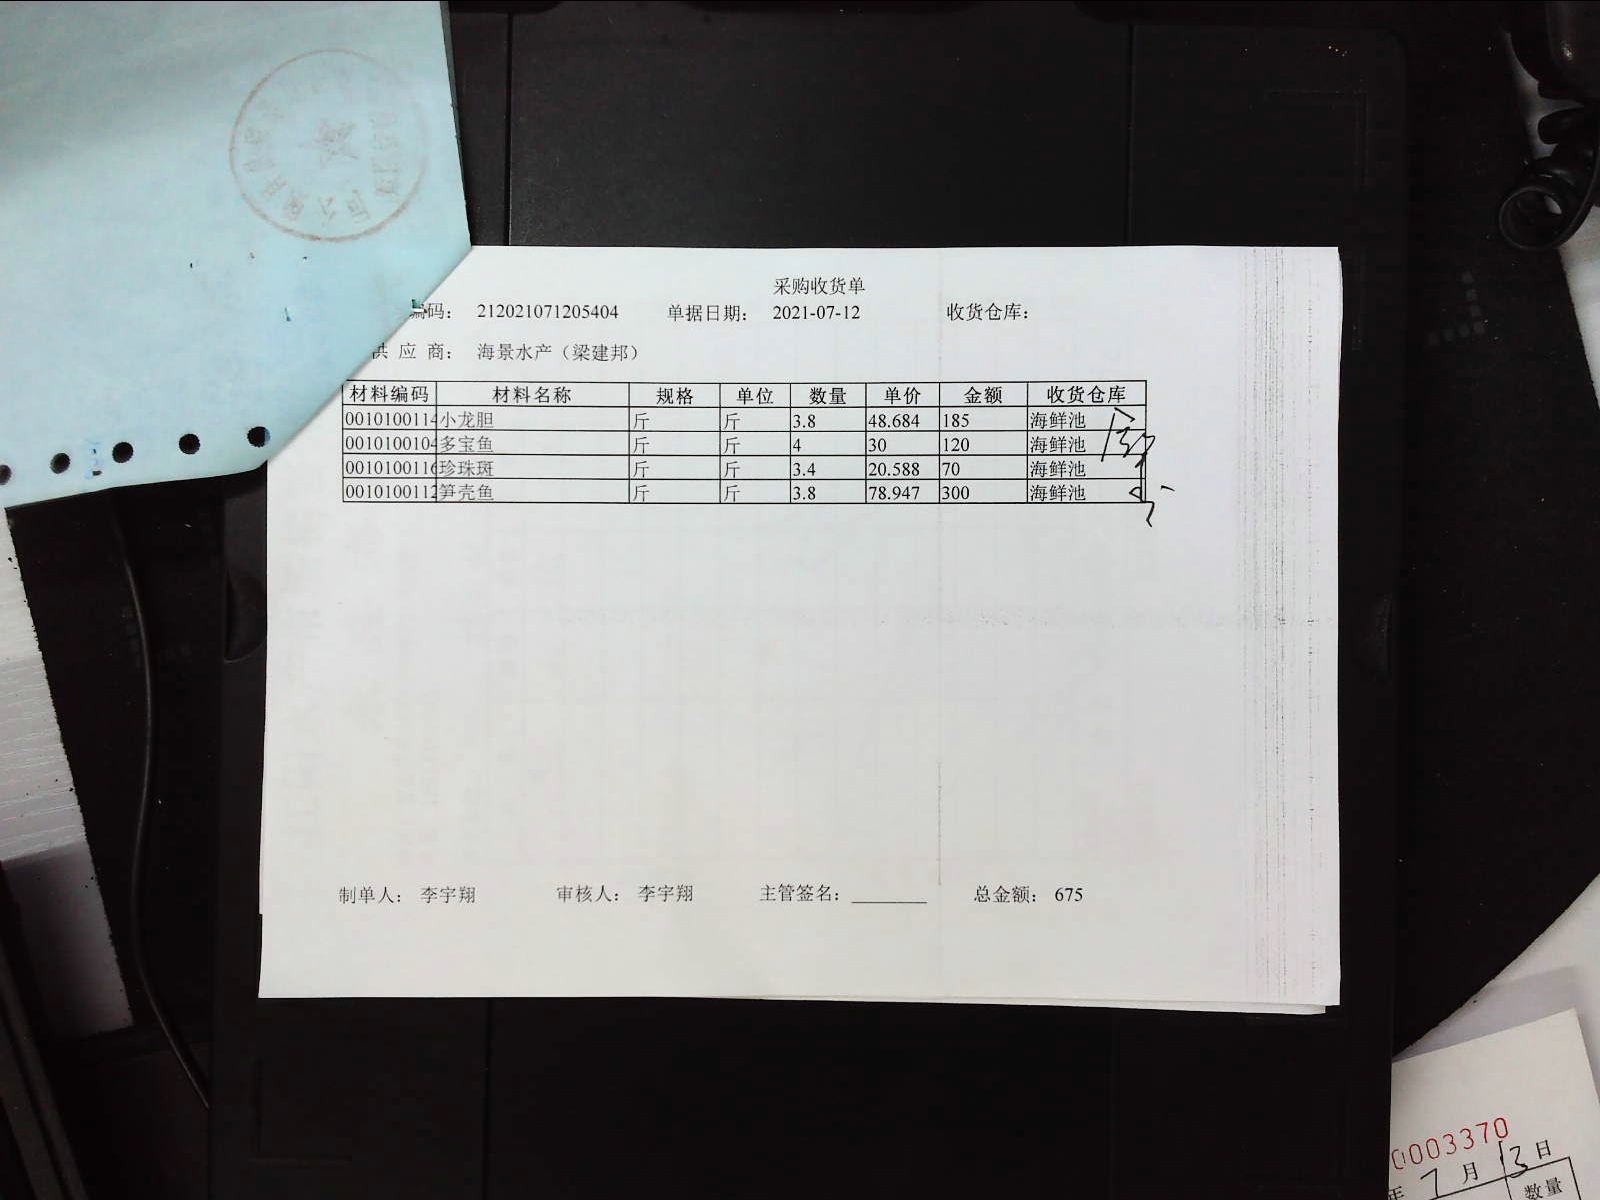 采购收货单
编码: 212021071205404 单据日期: 2021-07-12 收货仓库:
供 应 商: 海景水产（梁建邦）
材料编码 材料名称 规格 单位 数量 单价 金额 收货仓库
0010100114 小龙胆 斤 斤 3.8 48.684 185 海鲜池
0010100104 多宝鱼 斤 斤 4 30 120 海鲜池
0010100116 珍珠斑 斤 斤 3.4 20.588 70 海鲜池
0010100112 笋壳鱼 斤 斤 3.8 78.947 300 海鲜池
制单人: 李宇翔 审核人: 李宇翔 主管签名: 总金额: 675
0003370
年 7 月 13 日
数量